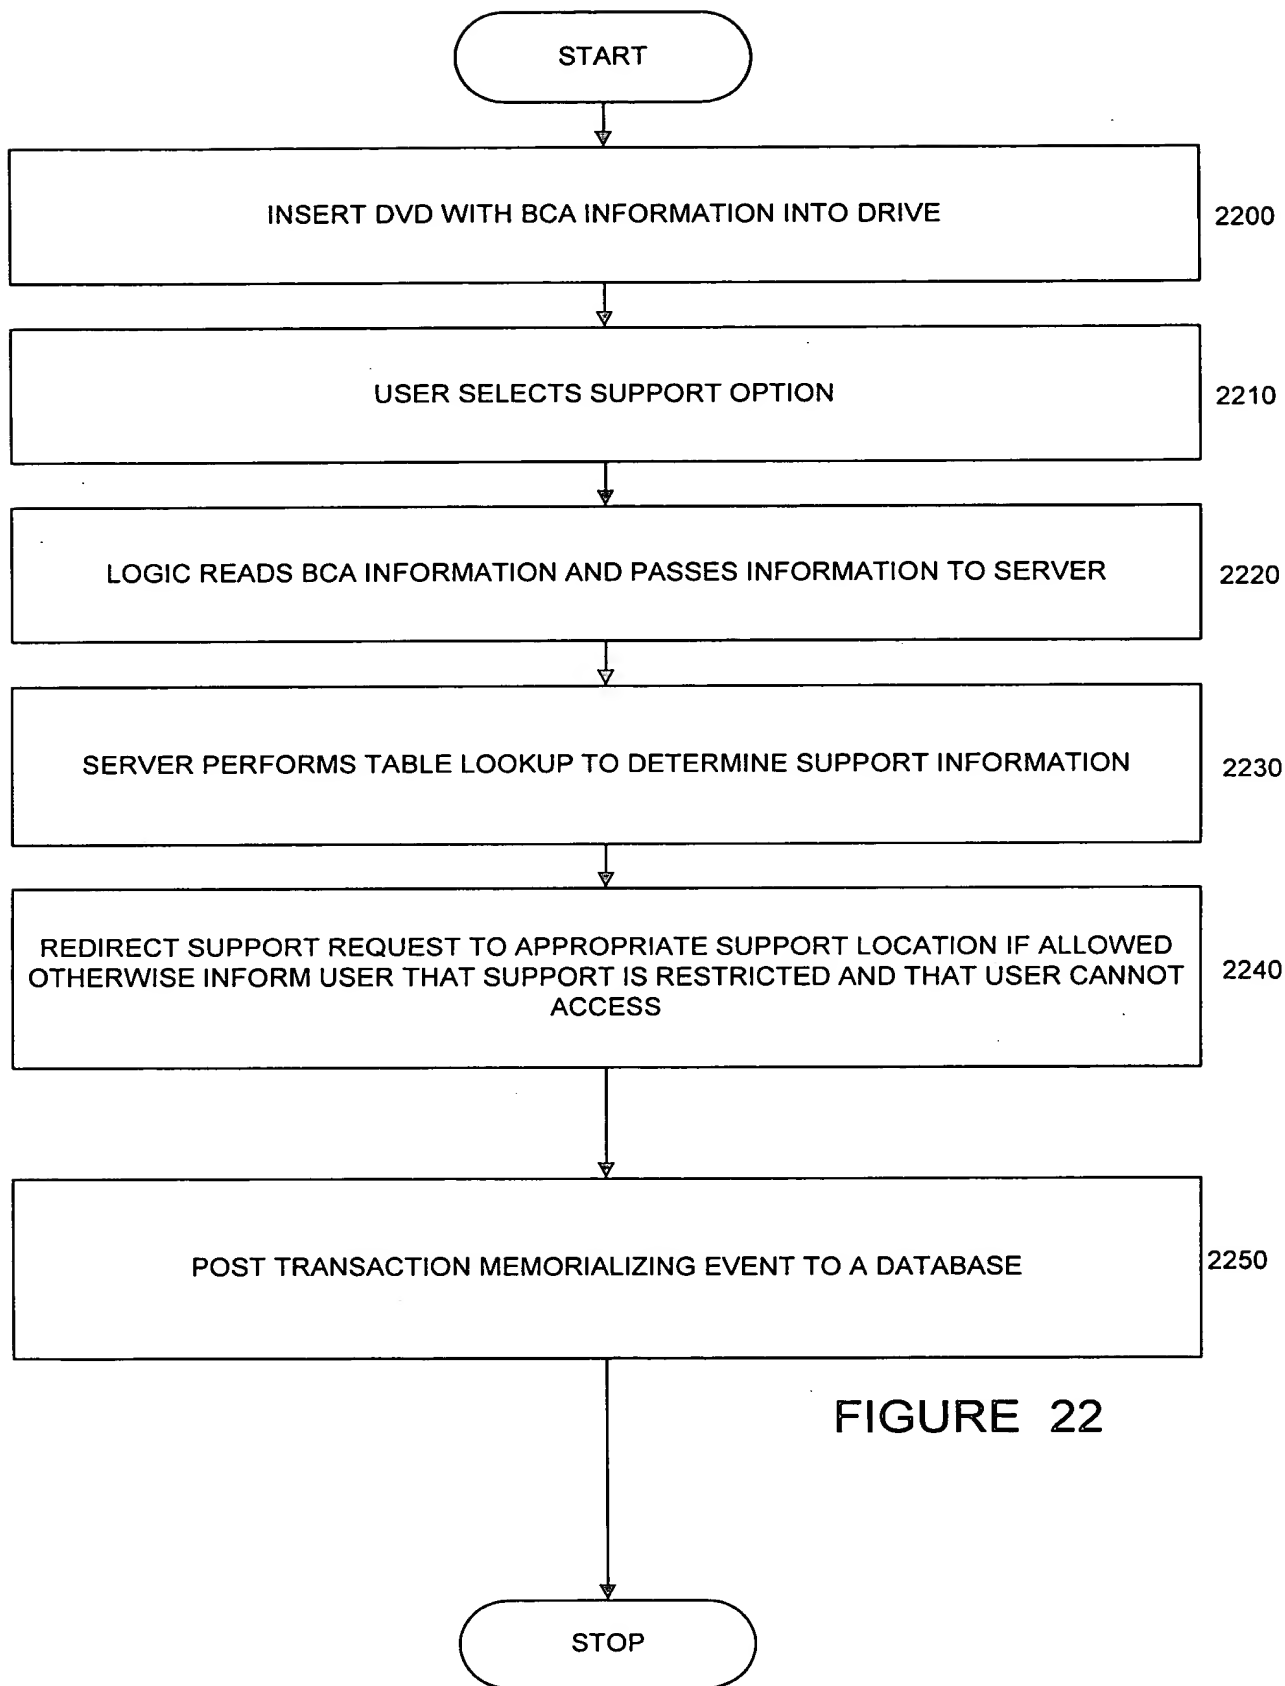 START
INSERT DVD WITH BCA INFORMATION INTO DRIVE
2200
USER SELECTS SUPPORT OPTION
2210
LOGIC READS BCA INFORMATION AND PASSES INFORMATION TO SERVER
2220
SERVER PERFORMS TABLE LOOKUP TO DETERMINE SUPPORT INFORMATION
2230
REDIRECT SUPPORT REQUEST TO APPROPRIATE SUPPORT LOCATION IF ALLOWED
OTHERWISE INFORM USER THAT SUPPORT IS RESTRICTED AND THAT USER CANNOT
ACCESS
2240
POST TRANSACTION MEMORIALIZING EVENT TO A DATABASE
2250
FIGURE 22
STOP